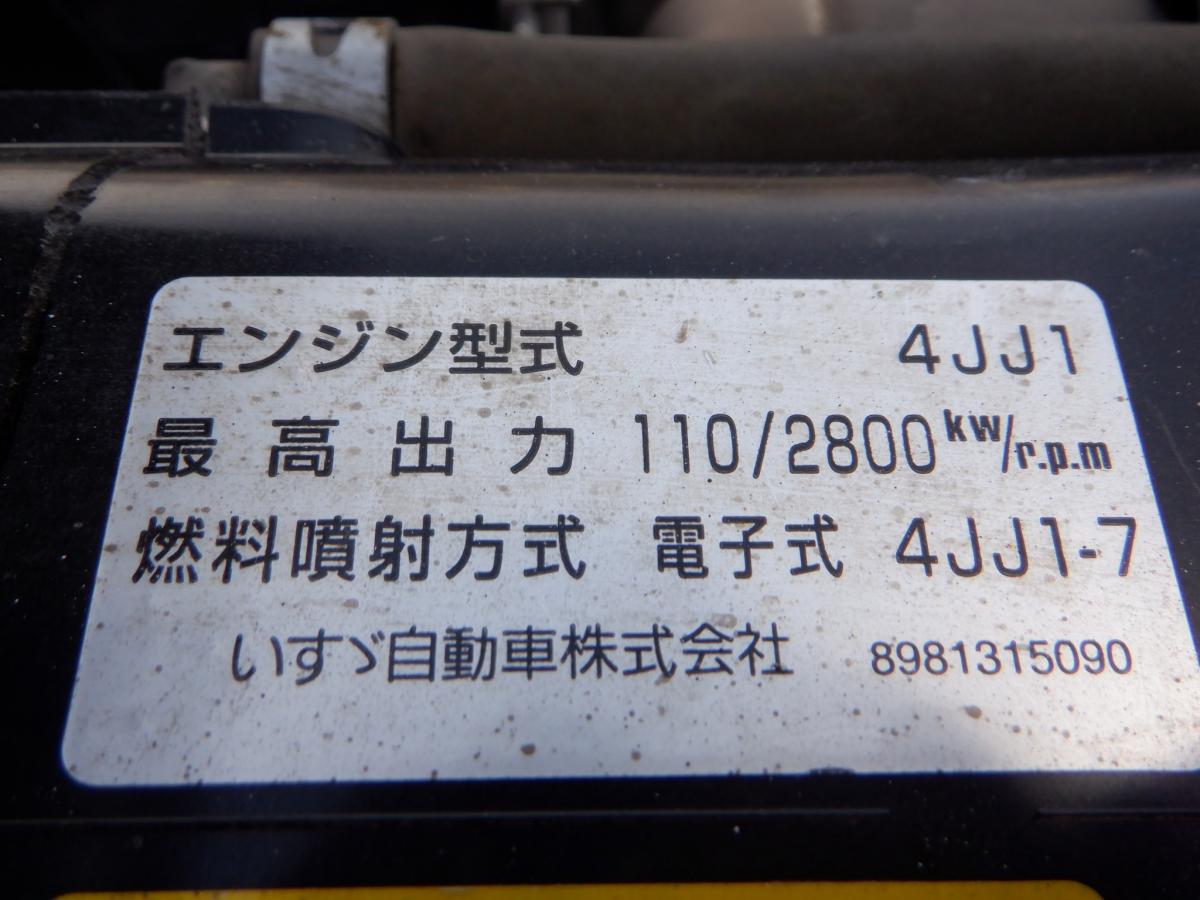 エンジン型式 4JJ1
最高出力 110/2800kw/r.p.m
燃料噴射方式 電子式 4JJ1-7
いすゞ自動車株式会社 8981315090